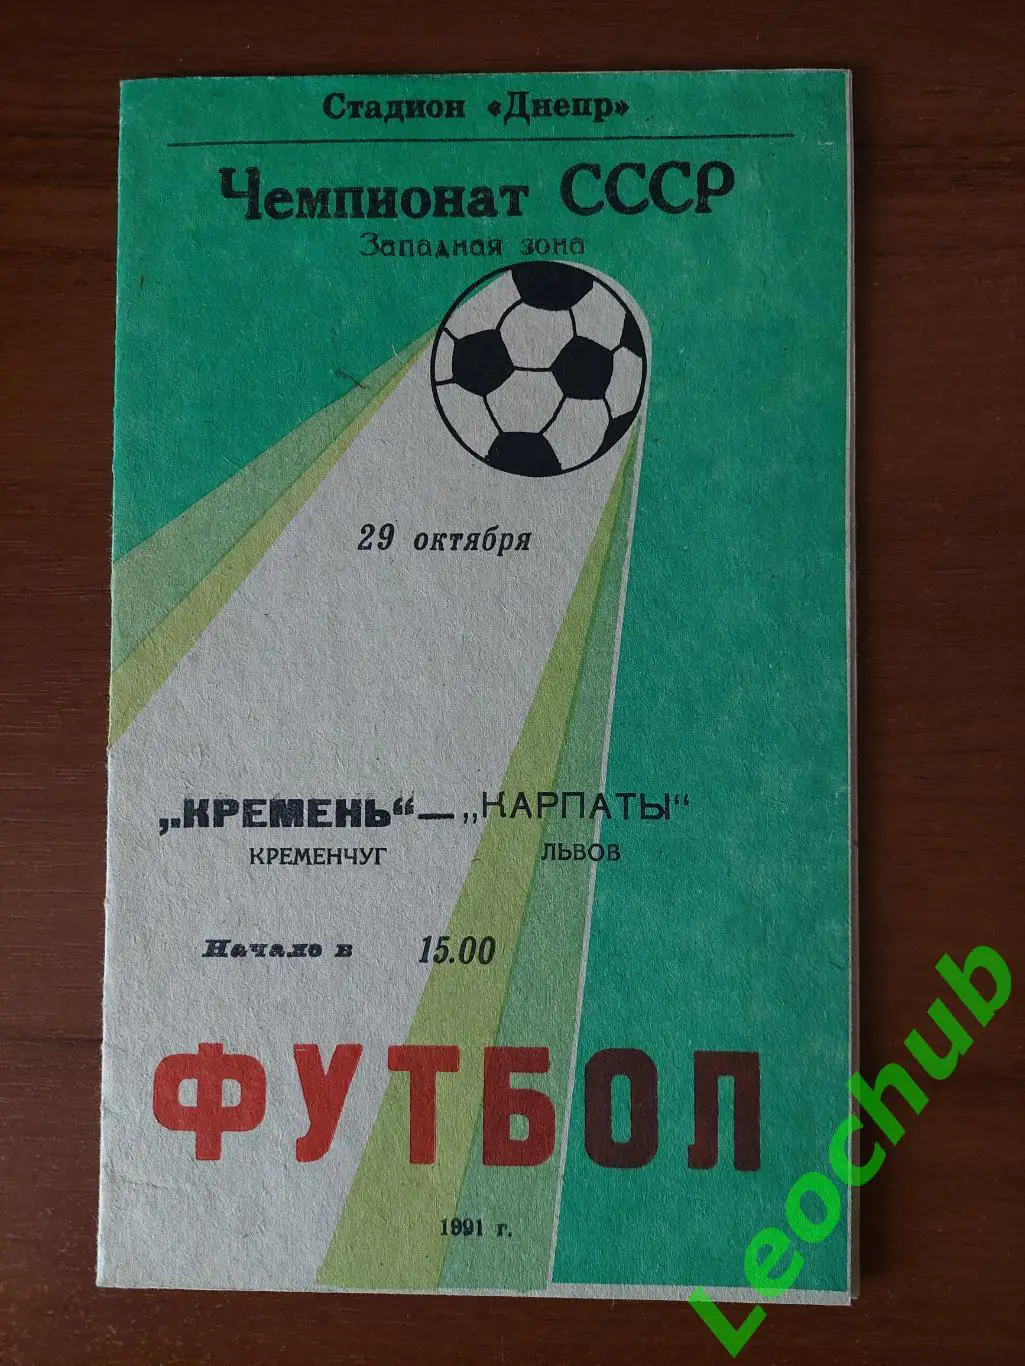 Стадион «Днепр»
Чемпионат СССР
Западная зона
29 октября
„КРЕМЕНЬ“ — „КАРПАТЫ“
КРЕМЕНЧУГ ЛЬВОВ
Начало в 15.00
ФУТБОЛ
1991 г.
Leochub